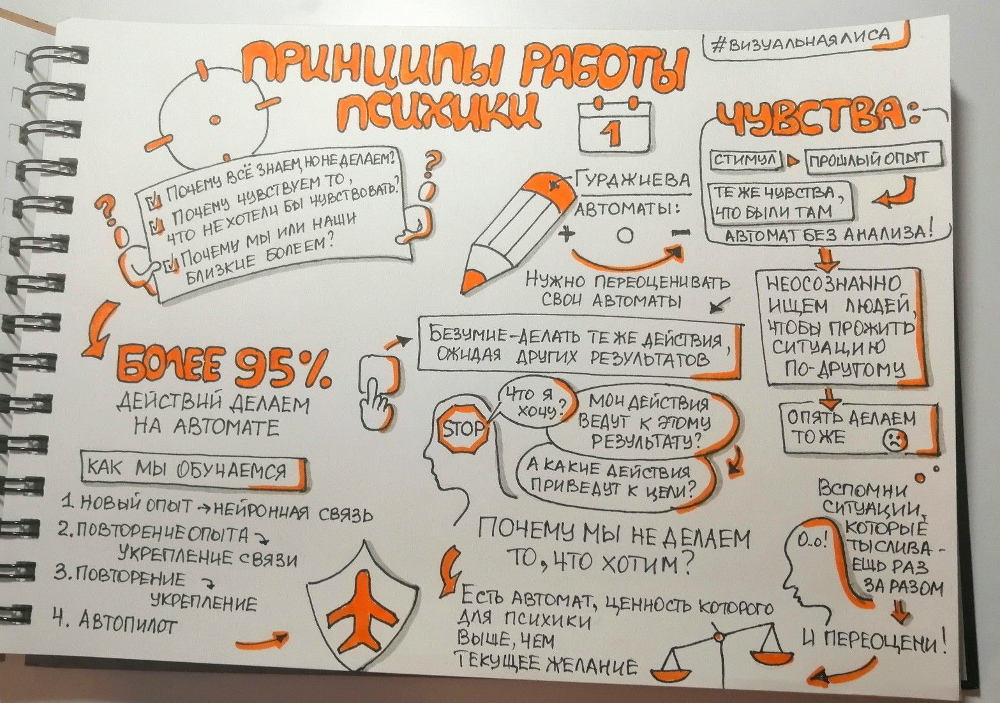 #ВИЗУАЛЬНАЯЛИСА
ПРИНЦИПЫ РАБОТЫ
ПСИХИКИ
ПОЧЕМУ ВСЁ ЗНАЕМ, НО НЕ ДЕЛАЕМ?
ПОЧЕМУ ЧУВСТВУЕМ ТО,
ЧТО НЕ ХОТЕЛИ БЫ ЧУВСТВОВАТЬ?
ПОЧЕМУ МЫ ИЛИ НАШИ
БЛИЗКИЕ БОЛЕЕМ?
?
?
БОЛЕЕ 95%
ДЕЙСТВИЙ ДЕЛАЕМ
НА АВТОМАТЕ
КАК МЫ ОБУЧАЕМСЯ
1 НОВЫЙ ОПЫТ → НЕЙРОННАЯ СВЯЗЬ
2. ПОВТОРЕНИЕ ОПЫТА
УКРЕПЛЕНИЕ СВЯЗИ
3. ПОВТОРЕНИЕ
УКРЕПЛЕНИЕ
4. АВТОПИЛОТ
1
ГУРДЖИЕВА
АВТОМАТЫ:
+ О -
НУЖНО ПЕРЕОЦЕНИВАТЬ
СВОИ АВТОМАТЫ
БЕЗУМИЕ-ДЕЛАТЬ ТЕ ЖЕ ДЕЙСТВИЯ,
ОЖИДАЯ ДРУГИХ РЕЗУЛЬТАТОВ
STOP
ЧТО Я
ХОЧУ?
МОИ ДЕЙСТВИЯ
ВЕДУТ К ЭТОМУ
РЕЗУЛЬТАТУ?
А КАКИЕ ДЕЙСТВИЯ
ПРИВЕДУТ К ЦЕЛИ?
ПОЧЕМУ МЫ НЕ ДЕЛАЕМ
ТО, ЧТО ХОТИМ?
ЕСТЬ АВТОМАТ, ЦЕННОСТЬ КОТОРОГО
ДЛЯ ПСИХИКИ
ВЫШЕ, ЧЕМ
ТЕКУЩЕЕ ЖЕЛАНИЕ
ЧУВСТВА:
СТИМУЛ
ПРОШЛЫЙ ОПЫТ
ТЕ ЖЕ ЧУВСТВА,
ЧТО БЫЛИ ТАМ
АВТОМАТ БЕЗ АНАЛИЗА!
НЕОСОЗНАННО
ИЩЕМ ЛЮДЕЙ,
ЧТОБЫ ПРОЖИТЬ
СИТУАЦИЮ
ПО-ДРУГОМУ
ОПЯТЬ ДЕЛАЕМ
ТО ЖЕ
ВСПОМНИ
СИТУАЦИИ,
КОТОРЫЕ
О..о!
ТЫ СЛИВА-
ЕШЬ РАЗ
ЗА РАЗОМ
И ПЕРЕОЦЕНИ!